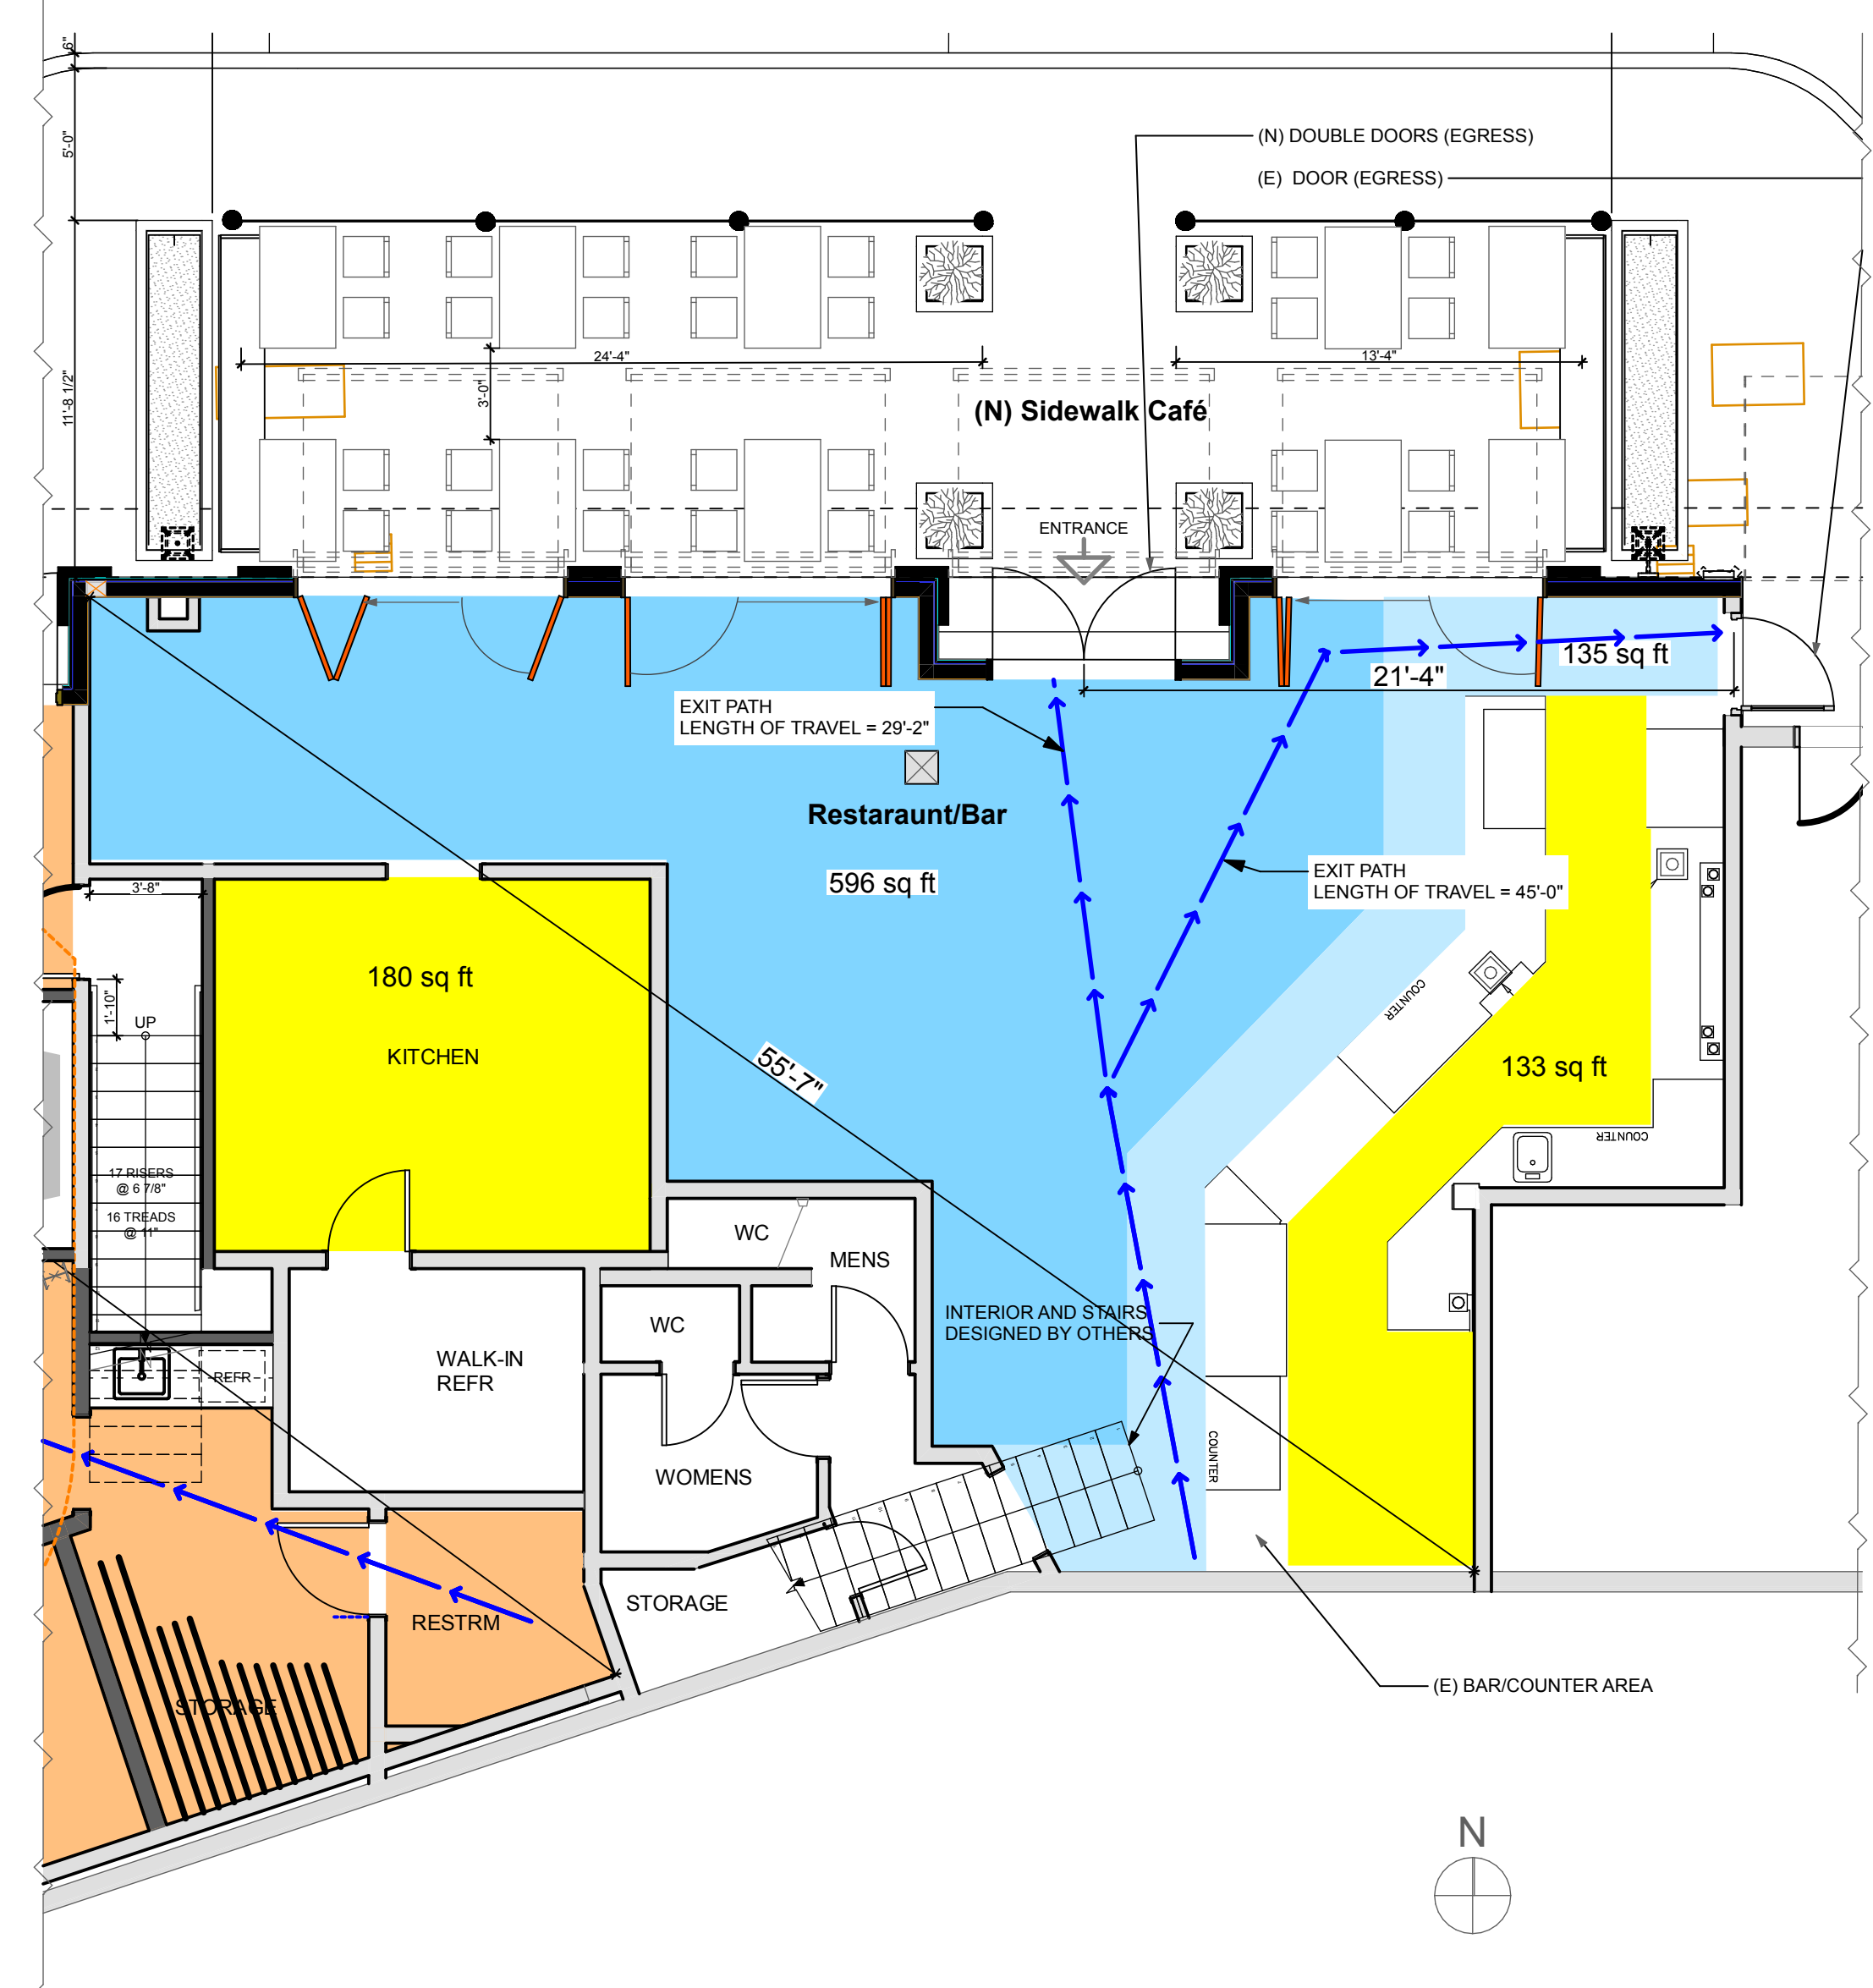 6"
5'-0"
(N) DOUBLE DOORS (EGRESS)
(E) DOOR (EGRESS)
11'-8 1/2"
24'-4"
13'-4"
3'-0"
(N) Sidewalk Café
ENTRANCE
135 sq ft
21'-4"
EXIT PATH
LENGTH OF TRAVEL = 29'-2"
Restaraunt/Bar
596 sq ft
EXIT PATH
LENGTH OF TRAVEL = 45'-0"
3'-8"
180 sq ft
1'-10"
UP
KITCHEN
COUNTER
55'-7"
133 sq ft
COUNTER
17 RISERS
@ 6 7/8"
16 TREADS
@ 11"
WC
MENS
INTERIOR AND STAIRS
DESIGNED BY OTHERS
WC
WALK-IN
REFR
REFR
COUNTER
WOMENS
STORAGE
RESTRM
STORAGE
(E) BAR/COUNTER AREA
N